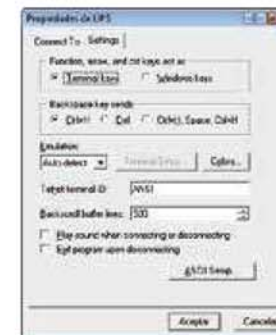 Propiedades de UPS
Connect To Settings
Function, arrow, and ctrl keys act as
Terminal keys Windows keys
Backspace key sends
Ctrl+H Del Ctrl+H, Space, Ctrl+H
Emulation:
Auto detect Terminal Setup... Colors...
Telnet terminal ID: ANSI
Backscroll buffer lines: 500
Play sound when connecting or disconnecting
Exit program upon disconnecting
ASCII Setup...
Aceptar Cancelar